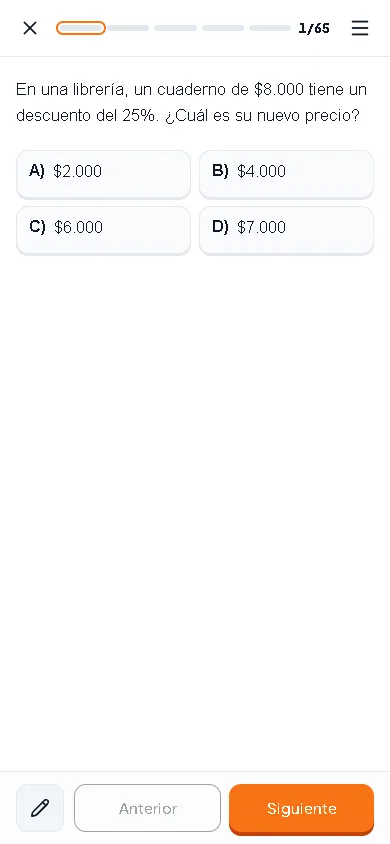 1/65
En una librería, un cuaderno de $8.000 tiene un
descuento del 25%. ¿Cuál es su nuevo precio?
A) $2.000
B) $4.000
C) $6.000
D) $7.000
Anterior
Siguiente